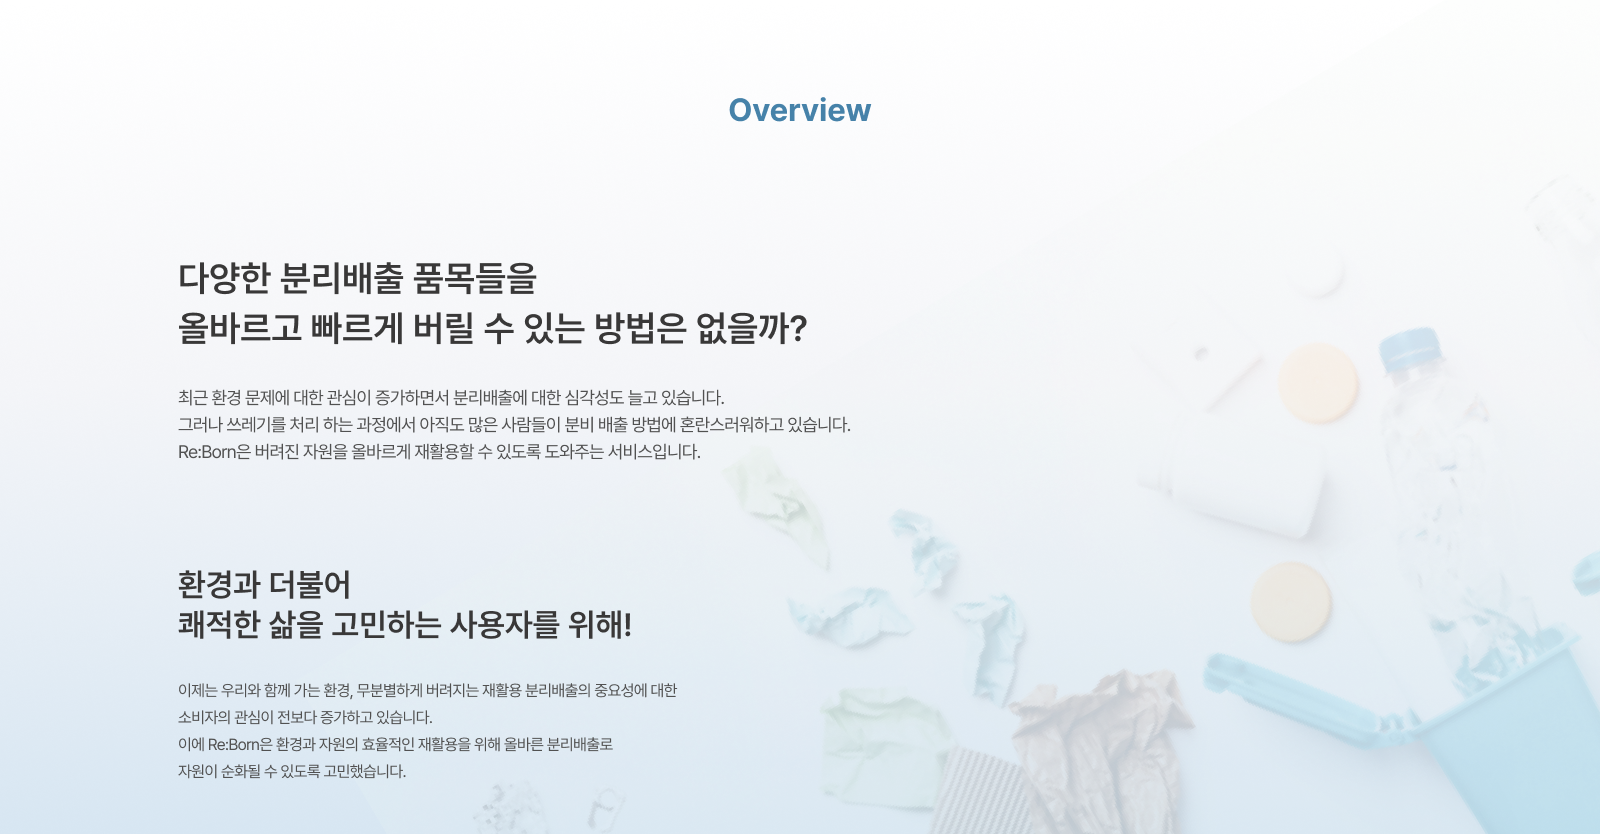 Overview
다양한 분리배출 품목들을
올바르고 빠르게 버릴 수 있는 방법은 없을까?
최근 환경 문제에 대한 관심이 증가하면서 분리배출에 대한 심각성도 늘고 있습니다.
그러나 쓰레기를 처리 하는 과정에서 아직도 많은 사람들이 분비 배출 방법에 혼란스러워하고 있습니다.
Re:Born은 버려진 자원을 올바르게 재활용할 수 있도록 도와주는 서비스입니다.
환경과 더불어
쾌적한 삶을 고민하는 사용자를 위해!
이제는 우리와 함께 가는 환경, 무분별하게 버려지는 재활용 분리배출의 중요성에 대한
소비자의 관심이 전보다 증가하고 있습니다.
이에 Re:Born은 환경과 자원의 효율적인 재활용을 위해 올바른 분리배출로
자원이 순화될 수 있도록 고민했습니다.